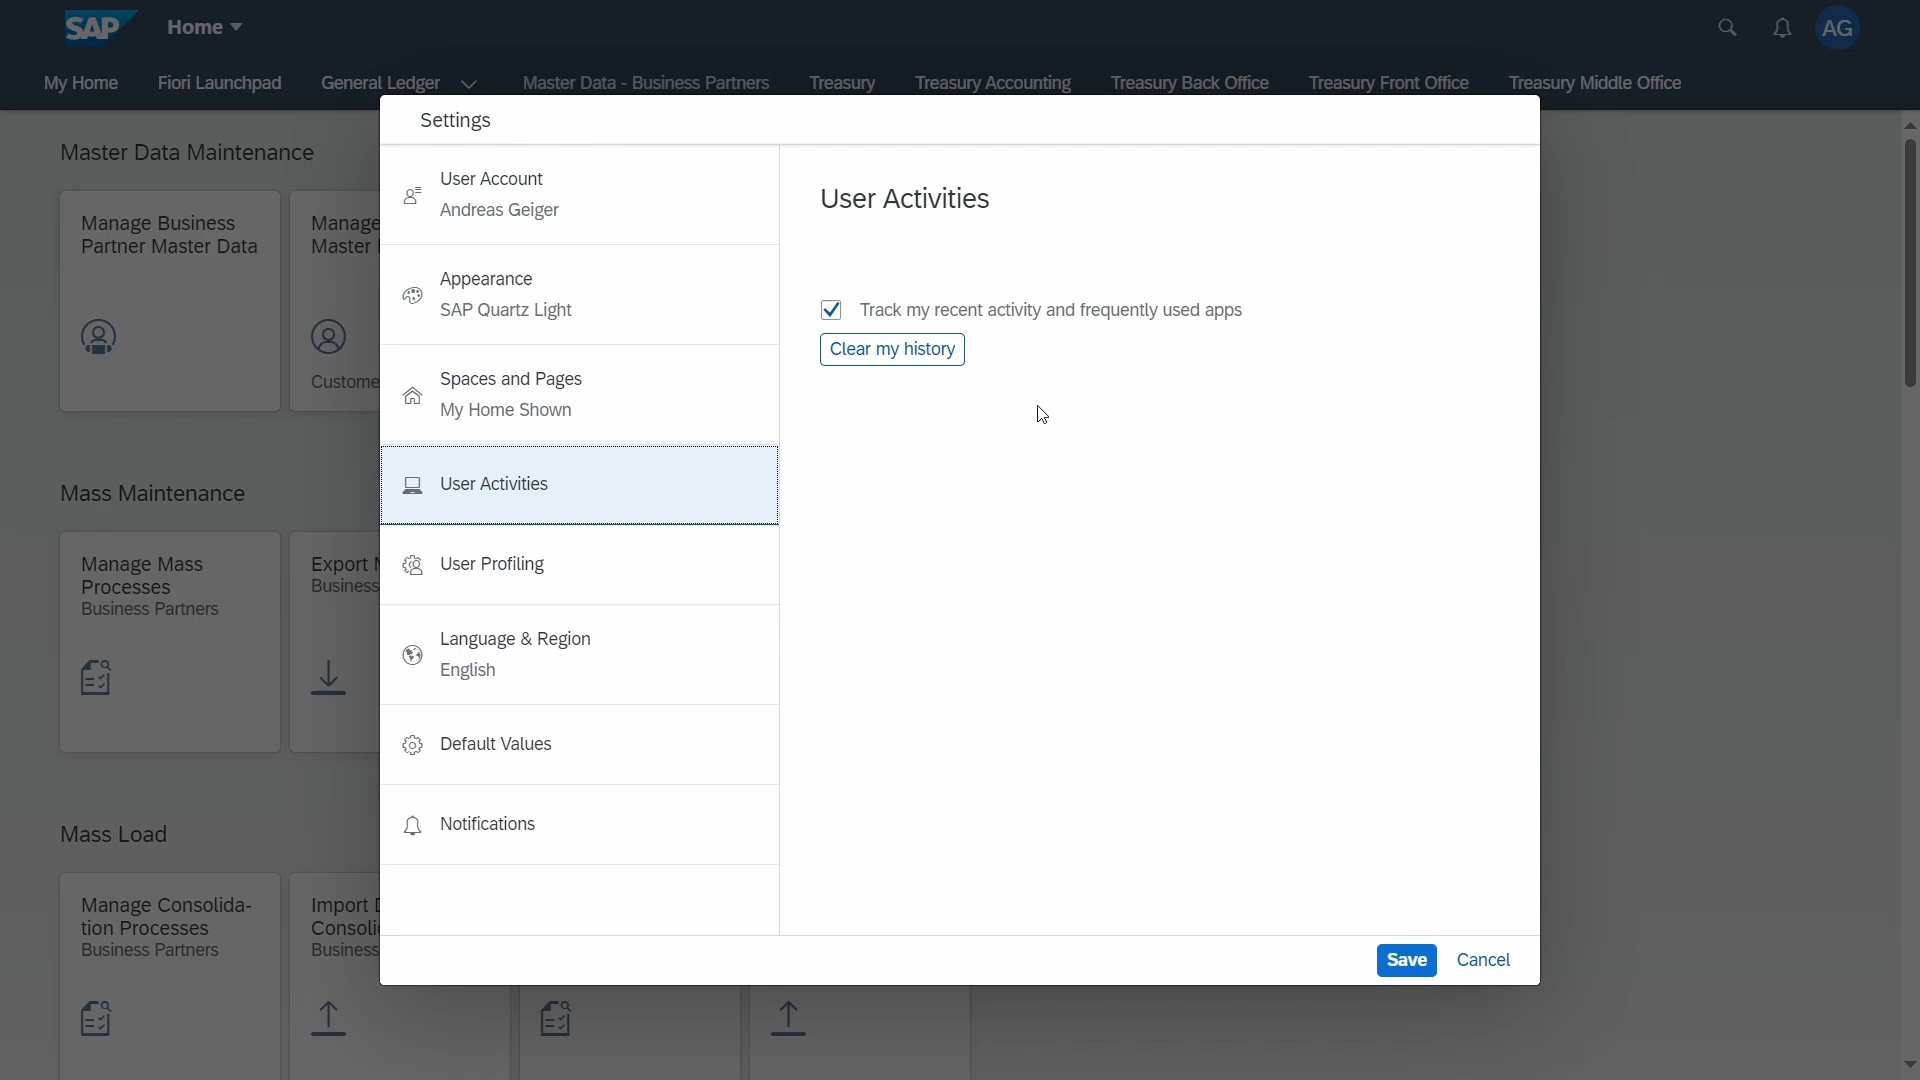 SAP
Home
AG
My Home
Fiori Launchpad
General Ledger
Master Data - Business Partners
Treasury
Treasury Accounting
Treasury Back Office
Treasury Front Office
Treasury Middle Office
Master Data Maintenance
Manage Business
Partner Master Data
Manage
Master
Custome
Mass Maintenance
Manage Mass
Processes
Business Partners
Export
Business
Mass Load
Manage Consolida-
tion Processes
Business Partners
Import
Consoli
Business
Settings
User Account
Andreas Geiger
Appearance
SAP Quartz Light
Spaces and Pages
My Home Shown
User Activities
User Profiling
Language & Region
English
Default Values
Notifications
User Activities
Track my recent activity and frequently used apps
Clear my history
Save
Cancel